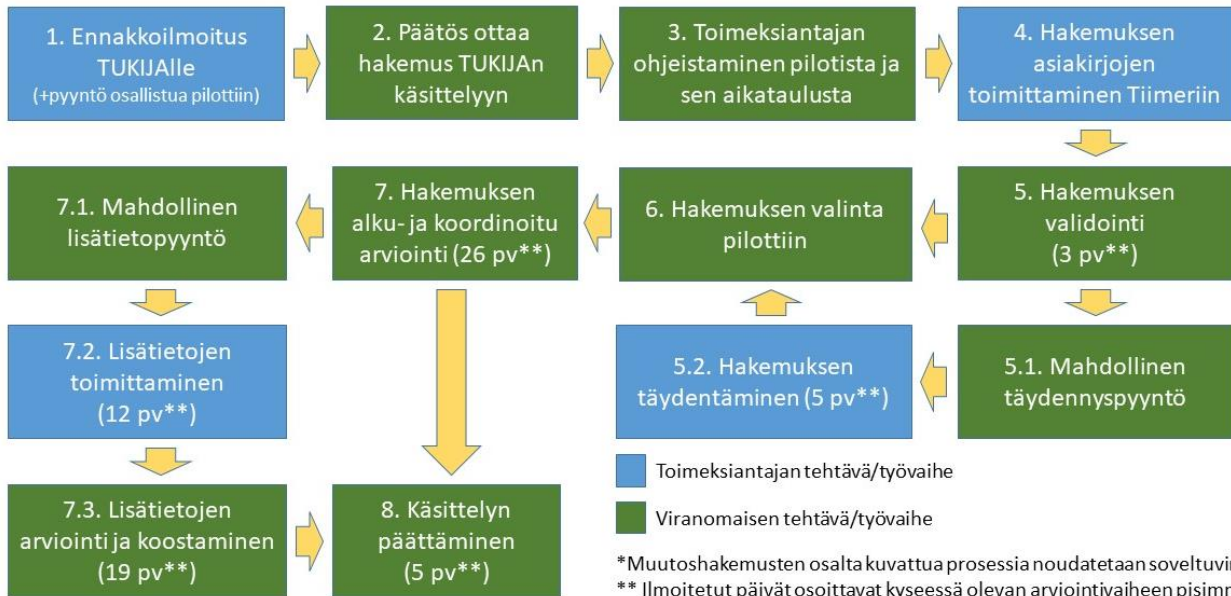 1. Ennakkoilmoitus
TUKIJAlle
(+pyyntö osallistua pilottiin)
2. Päätös ottaa
hakemus TUKIJAn
käsittelyyn
3. Toimeksiantajan
ohjeistaminen pilotista ja
sen aikataulusta
4. Hakemuksen
asiakirjojen
toimittaminen Tiimeriin
5. Hakemuksen
validointi
(3 pv**)
5.1. Mahdollinen
täydennyspyyntö
5.2. Hakemuksen
täydentäminen (5 pv**)
6. Hakemuksen valinta
pilottiin
7. Hakemuksen
alku- ja koordinoitu
arviointi (26 pv**)
7.1. Mahdollinen
lisätietopyyntö
7.2. Lisätietojen
toimittaminen
(12 pv**)
7.3. Lisätietojen
arviointi ja koostaminen
(19 pv**)
8. Käsittelyn
päättäminen
(5 pv**)
Toimeksiantajan tehtävä/työvaihe
Viranomaisen tehtävä/työvaihe
*Muutoshakemusten osalta kuvattua prosessia noudatetaan
** Ilmoitetut päivät osoittavat kyseessä olevan arviointivaiheen